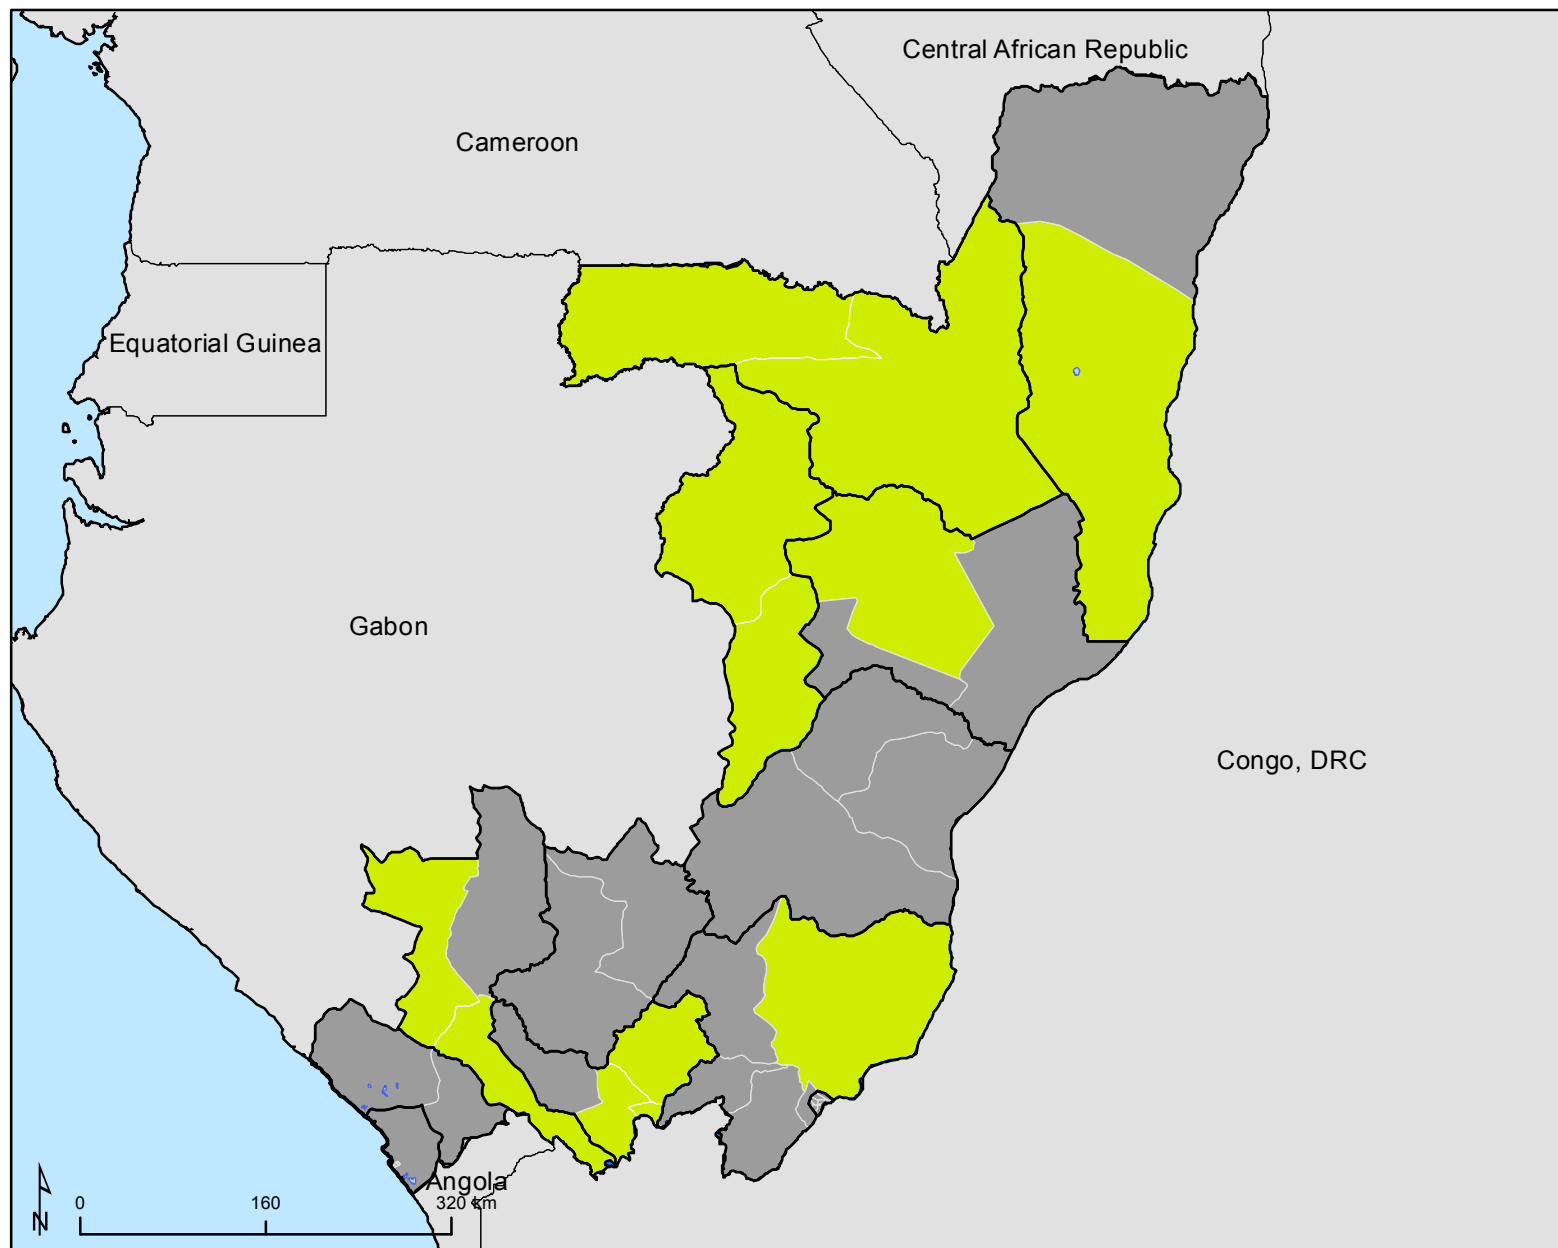 Central African Republic
Cameroon
Equatorial Guinea
Gabon
Congo, DRC
Angola
0 160 320 km
N